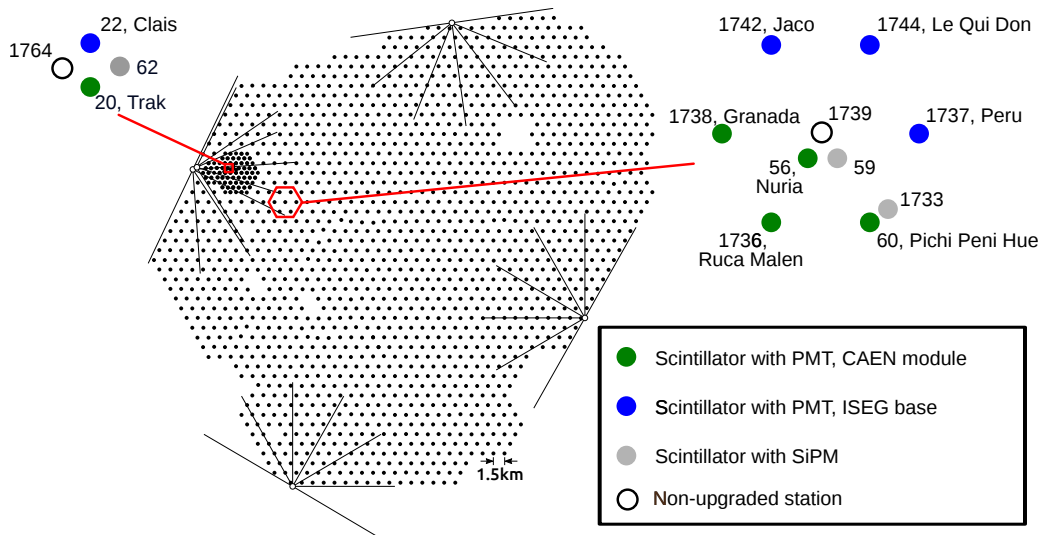 22, Clais
1764
62
20, Trak
1742, Jaco
1744, Le Qui Don
1738, Granada
1739
1737, Peru
56,
Nuria
59
1733
1736,
Ruca Malen
60, Pichi Peni Hue
1.5km
Scintillator with PMT, CAEN module
Scintillator with PMT, ISEG base
Scintillator with SiPM
Non-upgraded station